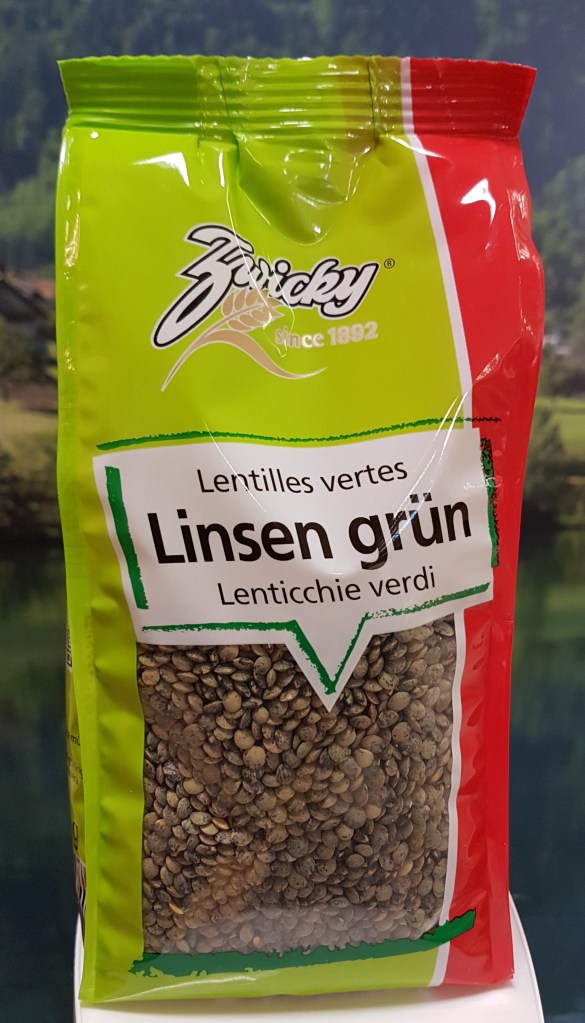 Zwicky®
since 1892
Lentilles vertes
Linsen grün
Lenticchie verdi